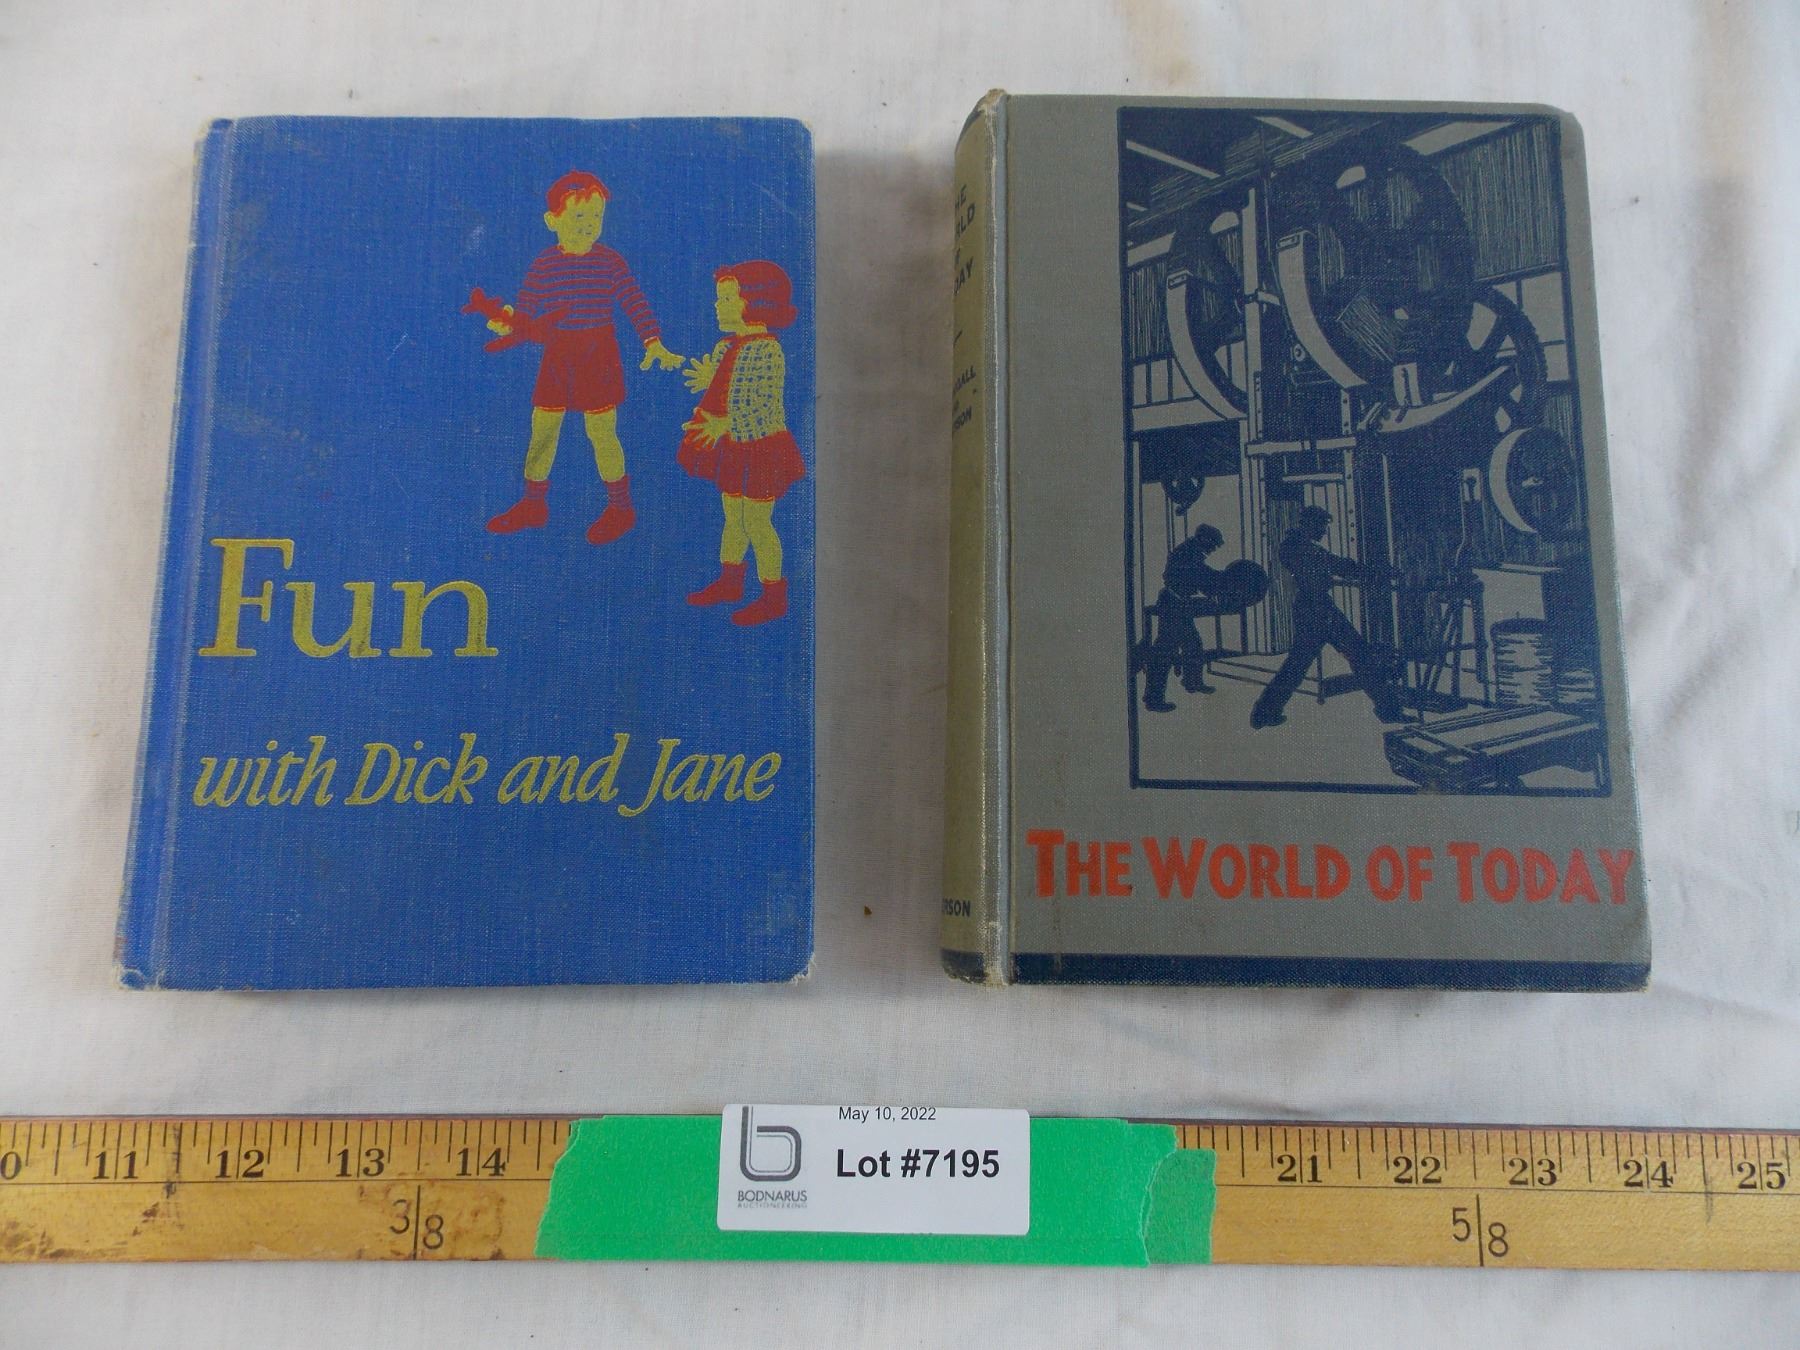 Fun
with Dick and Jane
THE WORLD OF TODAY
May 10, 2022
Lot #7195
BODNARUS
AUCTIONEERING
11 12 13 14 21 22 23 24 25
3/8 5/8